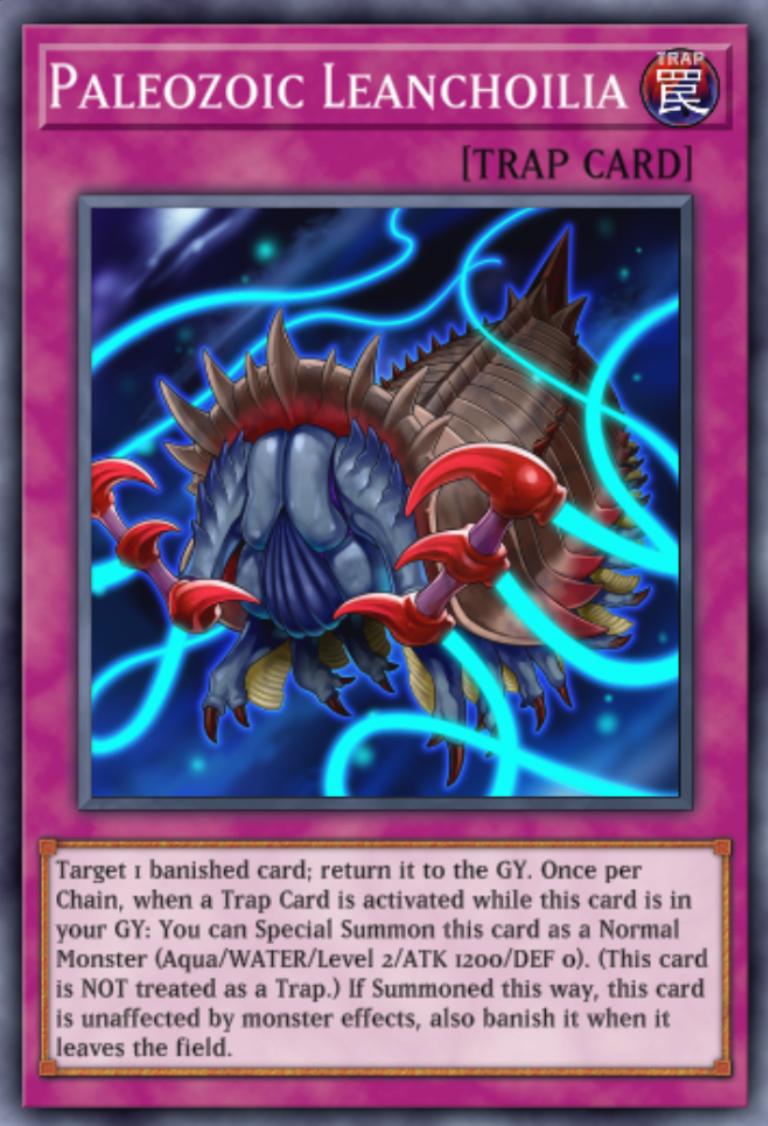 PALEOZOIC LEANCHOILIA
TRAP
罠
[TRAP CARD]
Target 1 banished card; return it to the GY. Once per
Chain, when a Trap Card is activated while this card is in
your GY: You can Special Summon this card as a Normal
Monster (Aqua/WATER/Level 2/ATK 1200/DEF 0). (This card
is NOT treated as a Trap.) If Summoned this way, this card
is unaffected by monster effects, also banish it when it
leaves the field.